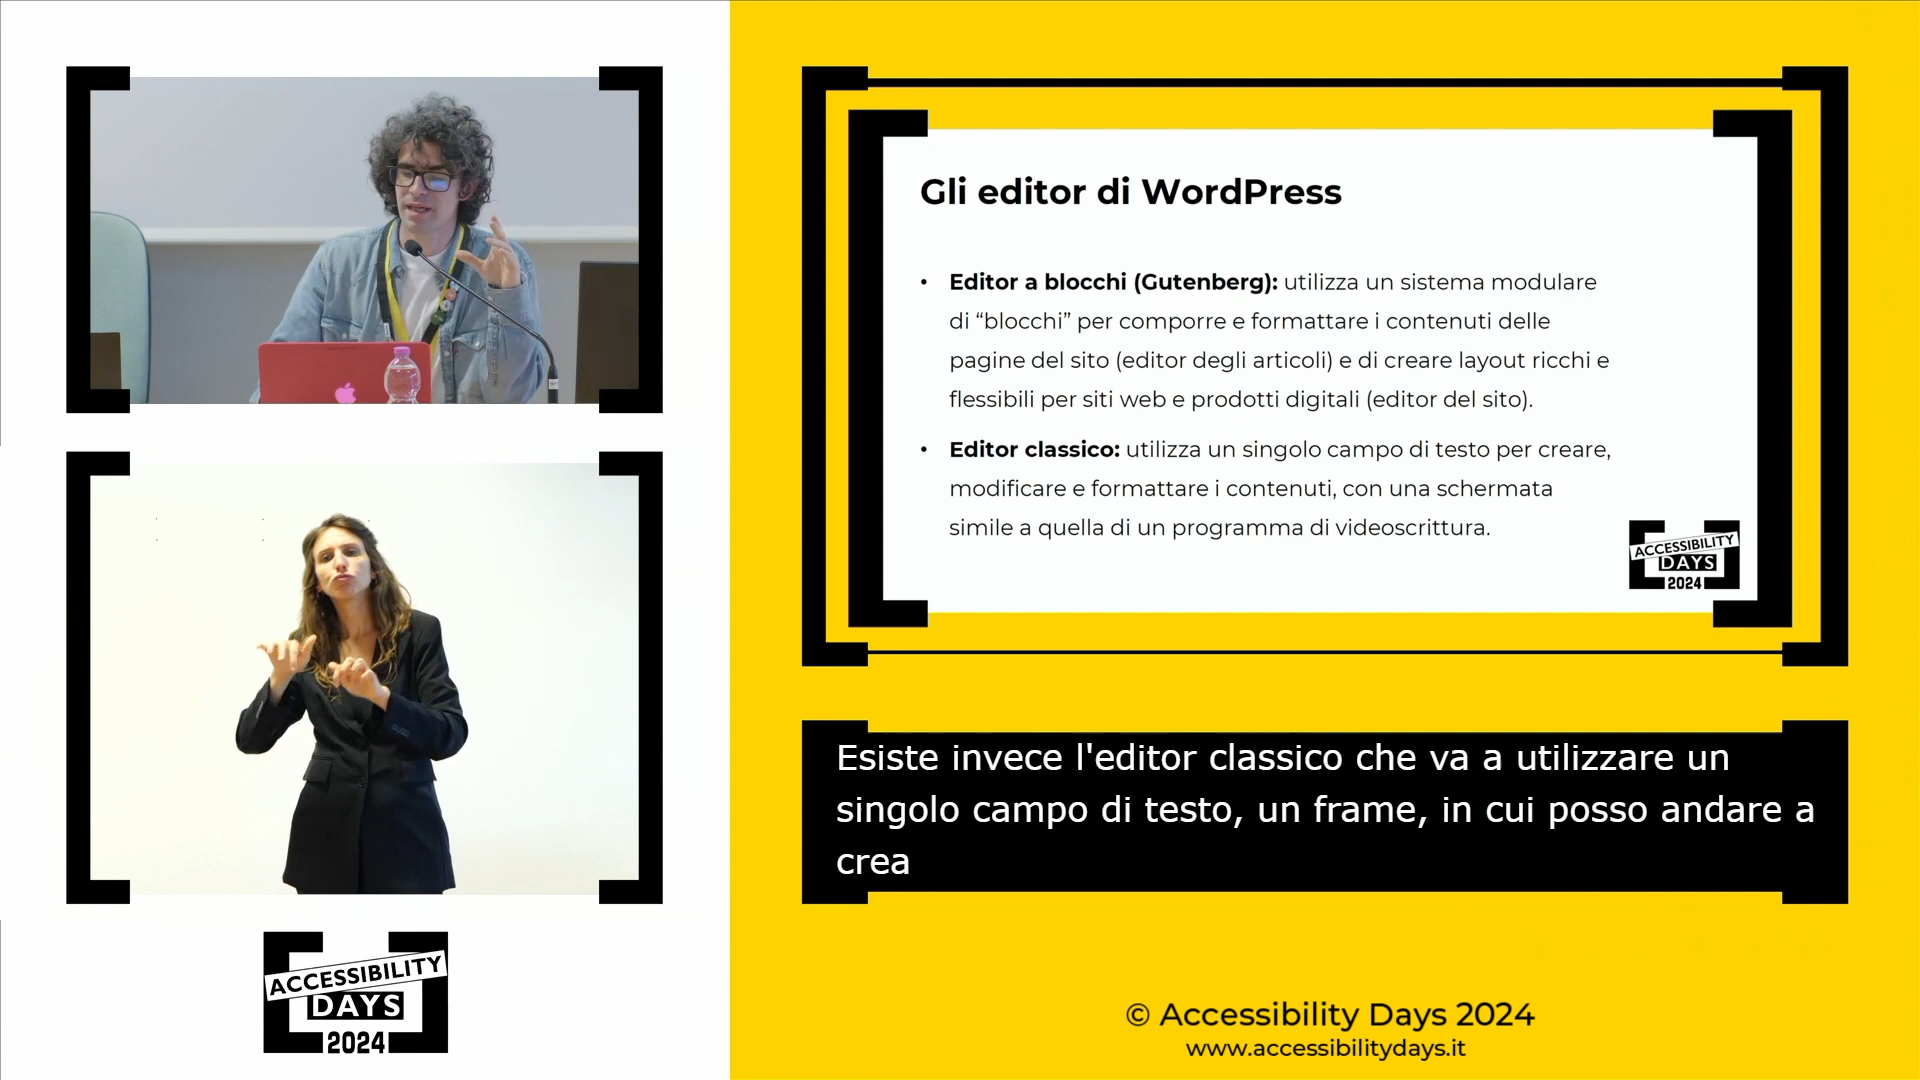 Gli editor di WordPress
• Editor a blocchi (Gutenberg): utilizza un sistema modulare
di “blocchi” per comporre e formattare i contenuti delle
pagine del sito (editor degli articoli) e di creare layout ricchi e
flessibili per siti web e prodotti digitali (editor del sito).
• Editor classico: utilizza un singolo campo di testo per creare,
modificare e formattare i contenuti, con una schermata
simile a quella di un programma di videoscrittura.
ACCESSIBILITY
DAYS
2024
Esiste invece l'editor classico che va a utilizzare un
singolo campo di testo, un frame, in cui posso andare a
crea
ACCESSIBILITY
DAYS
2024
© Accessibility Days 2024
www.accessibilitydays.it